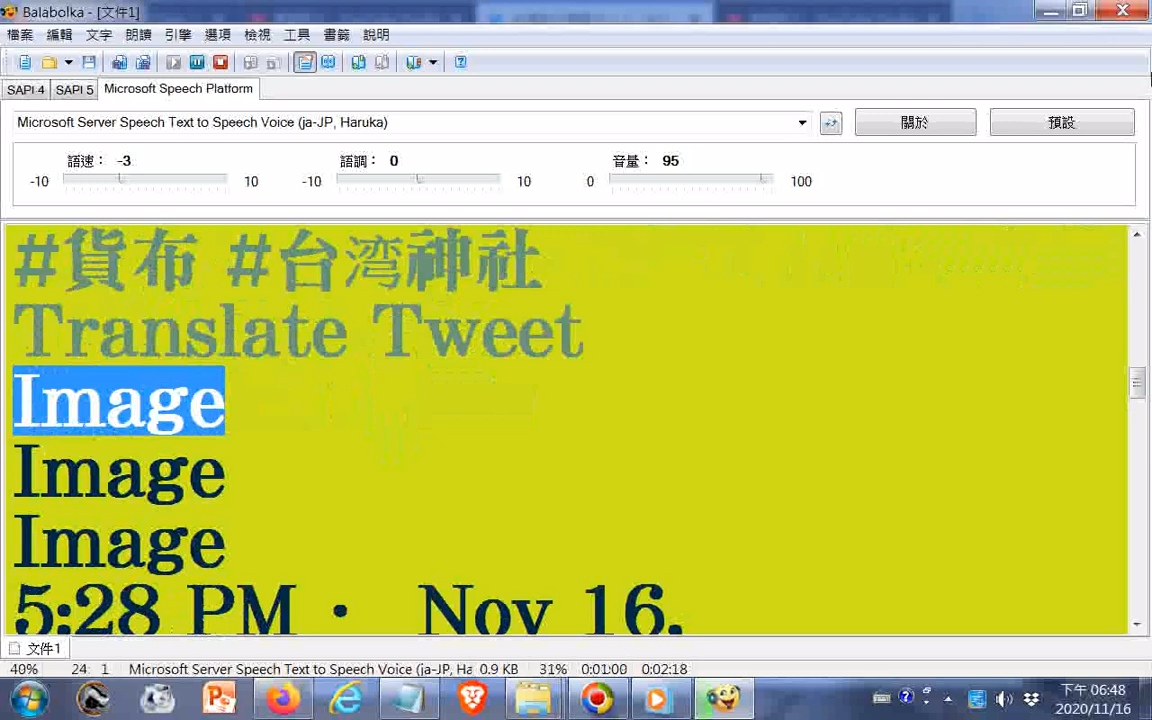 Balabolka - [文件1]
檔案 編輯 文字 朗讀 引擎 選項 檢視 工具 書籤 說明
SAPI 4 SAPI 5 Microsoft Speech Platform
Microsoft Server Speech Text to Speech Voice (ja-JP, Haruka) 關於 預設
語速： -3 語調： 0 音量： 95
-10 10 -10 10 0 100
#貨布 #台湾神社
Translate Tweet
Image
Image
Image
5:28 PM · Nov 16,
文件1
40% 24: 1 Microsoft Server Speech Text to Speech Voice (ja-JP, Ha 0.9 KB 31% 0:01:00 0:02:18
下午 06:48
2020/11/16